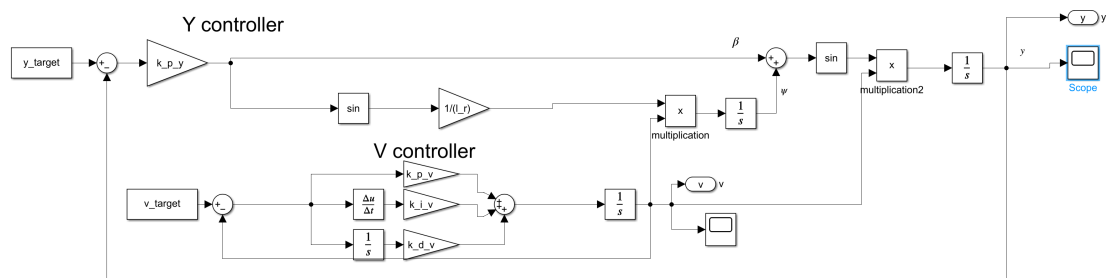 Y controller
y_target
+
−
k_p_y
β
+
+
sin
x
multiplication2
1
s
y
y
y
Scope
sin
1/(l_r)
x
multiplication
1
s
ψ
V controller
v_target
+
−
k_p_v
Δu
Δt
k_i_v
1
s
k_d_v
+
+
+
1
s
v
v